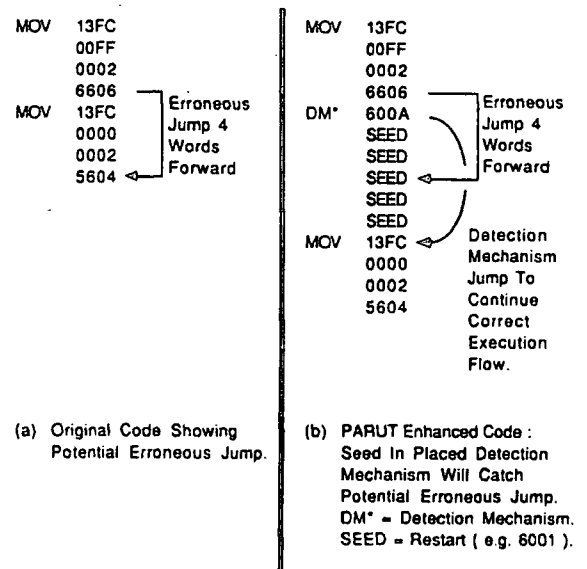 MOV 13FC
00FF
0002
6606
MOV 13FC
0000
0002
5604
Erroneous
Jump 4
Words
Forward
(a) Original Code Showing
Potential Erroneous Jump.
MOV 13FC
00FF
0002
6606
DM* 600A
SEED
SEED
SEED
SEED
SEED
MOV 13FC
0000
0002
5604
Erroneous
Jump 4
Words
Forward
Detection
Mechanism
Jump To
Continue
Correct
Execution
Flow.
(b) PARUT Enhanced Code :
Seed In Placed Detection
Mechanism Will Catch
Potential Erroneous Jump.
DM* = Detection Mechanism.
SEED = Restart ( e.g. 6001 ).